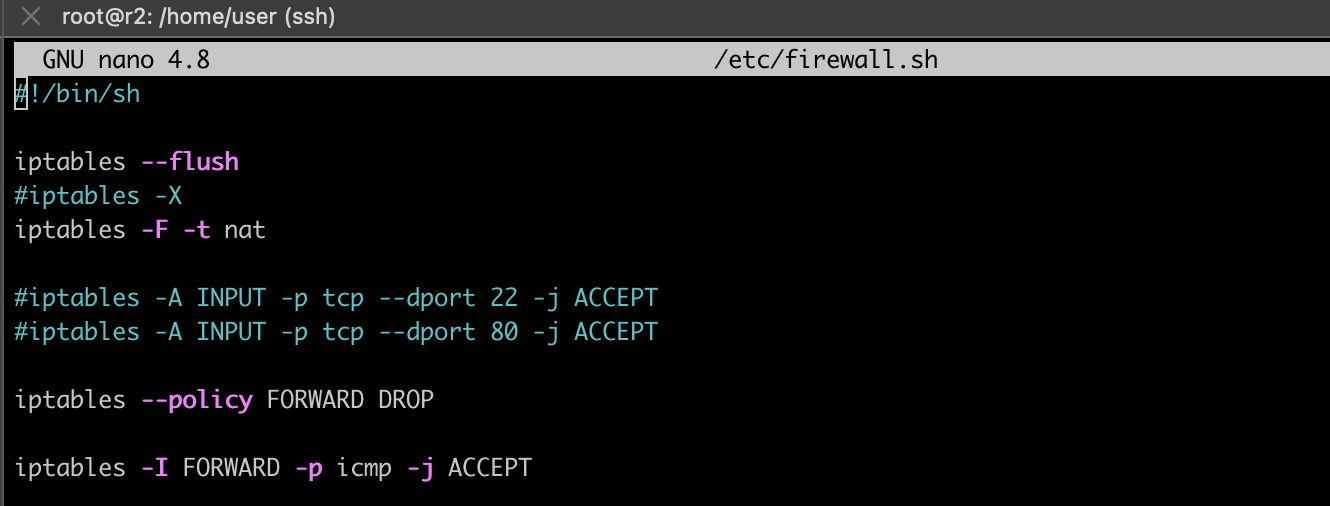 root@r2: /home/user (ssh)
GNU nano 4.8 /etc/firewall.sh
#!/bin/sh
iptables --flush
#iptables -X
iptables -F -t nat
#iptables -A INPUT -p tcp --dport 22 -j ACCEPT
#iptables -A INPUT -p tcp --dport 80 -j ACCEPT
iptables --policy FORWARD DROP
iptables -I FORWARD -p icmp -j ACCEPT